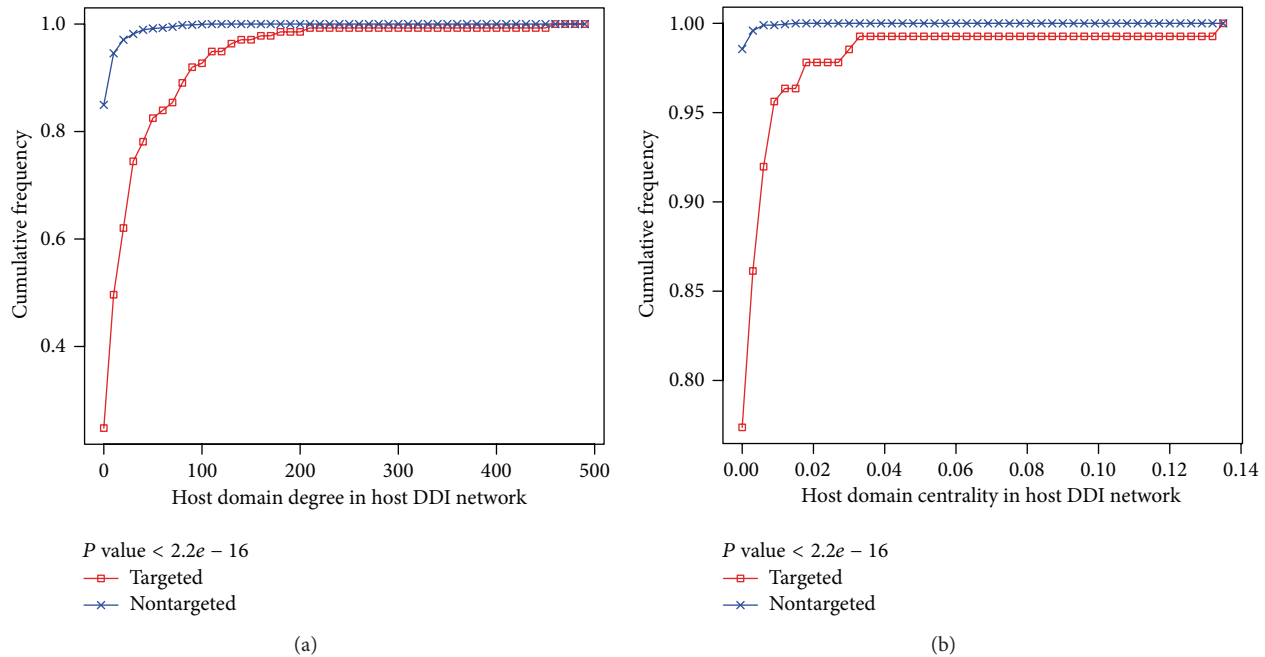 1.0
0.8
0.6
0.4
Cumulative frequency
0 100 200 300 400 500
Host domain degree in host DDI network
P value < 2.2e − 16
Targeted
Nontargeted
(a)
1.00
0.95
0.90
0.85
0.80
Cumulative frequency
0.00 0.02 0.04 0.06 0.08 0.10 0.12 0.14
Host domain centrality in host DDI network
P value < 2.2e − 16
Targeted
Nontargeted
(b)